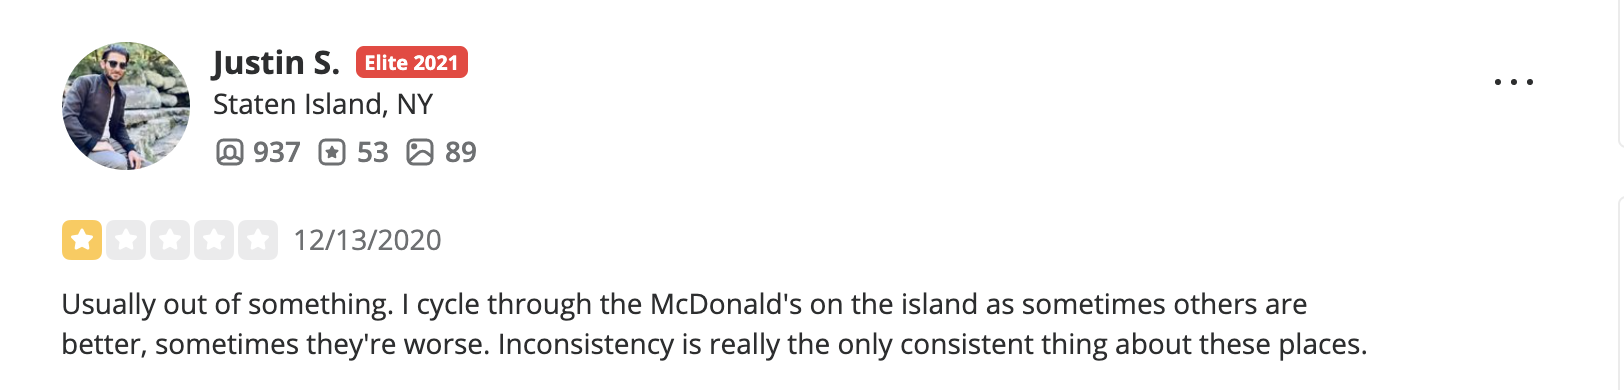 Justin S. Elite 2021
Staten Island, NY
937 53 89
12/13/2020
Usually out of something. I cycle through the McDonald's on the island as sometimes others are
better, sometimes they're worse. Inconsistency is really the only consistent thing about these places.